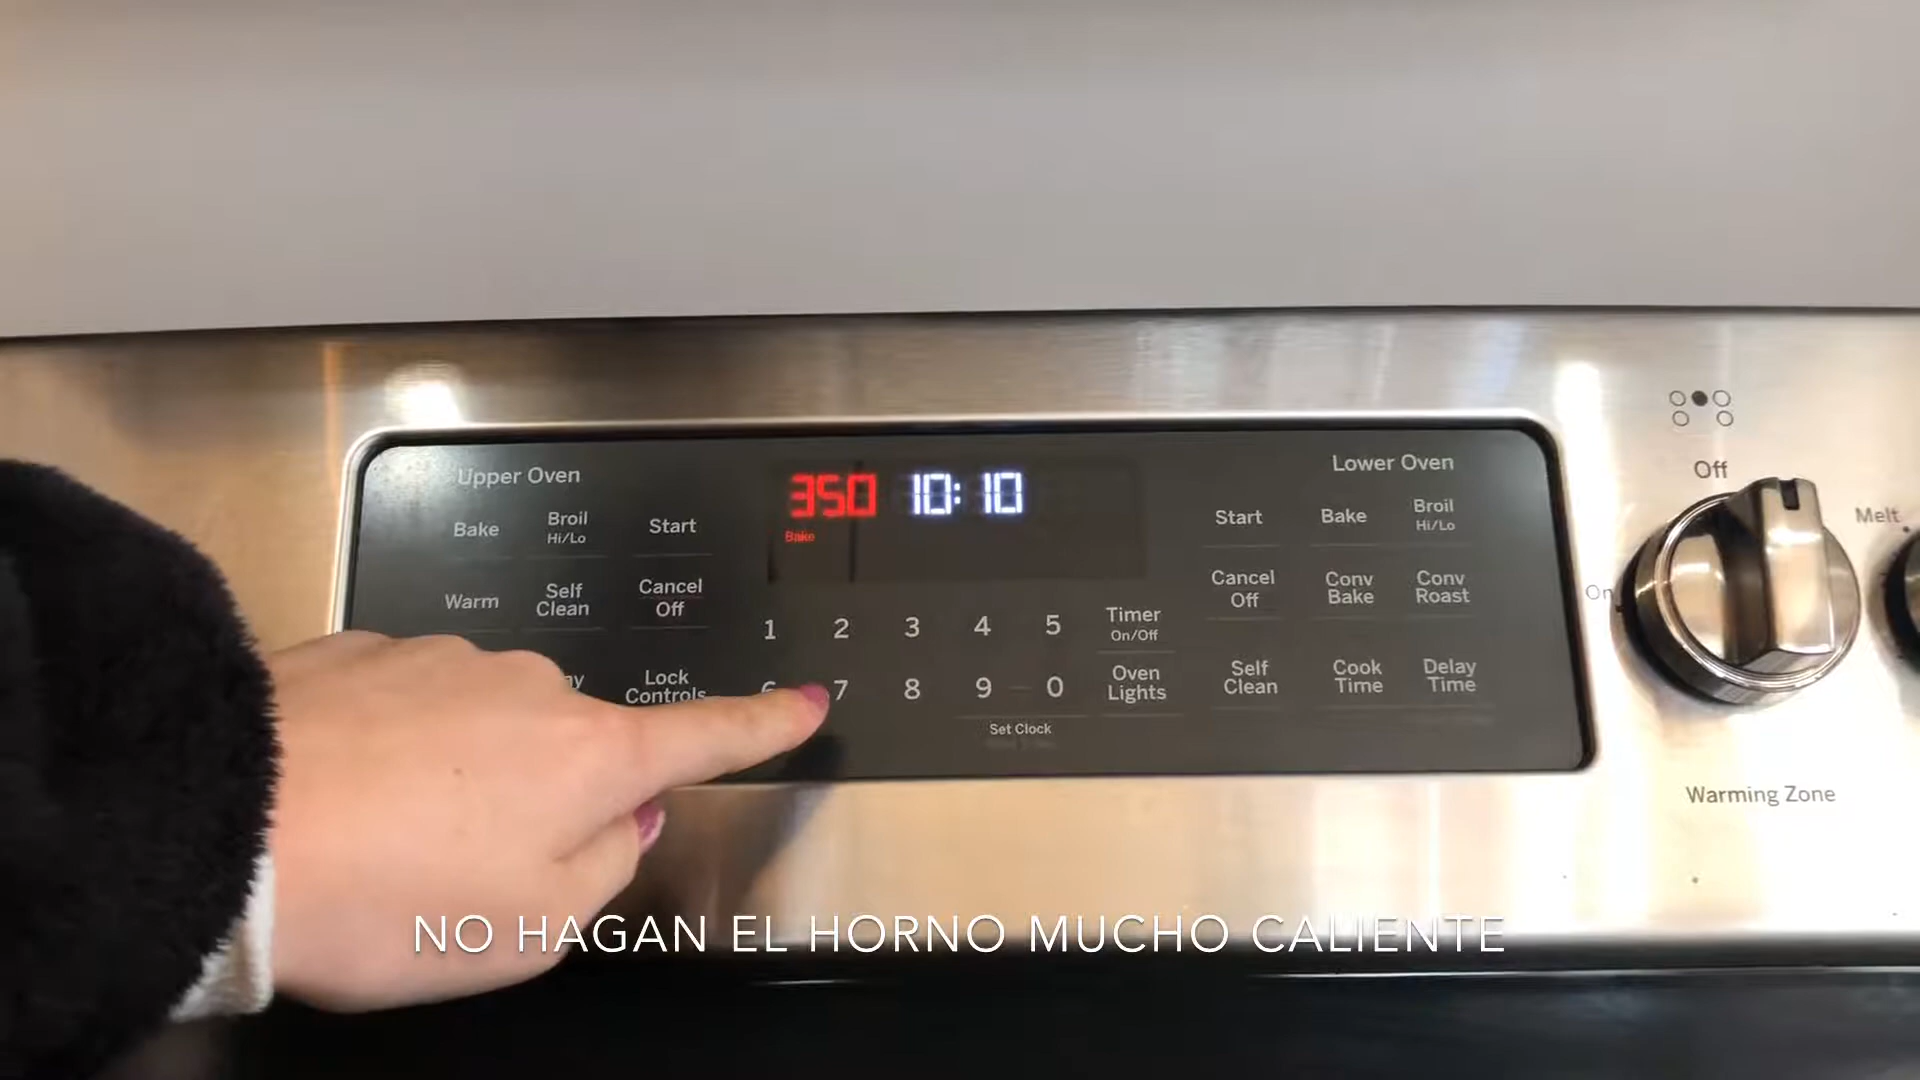 Upper Oven
Bake
Broil
Hi/Lo
Start
Warm
Self
Clean
Cancel
Off
Lock
Controls
350
10:10
Bake
1 2 3 4 5
7 8 9 0
Set Clock
Timer
On/Off
Oven
Lights
Lower Oven
Start
Bake
Broil
Hi/Lo
Cancel
Off
Conv
Bake
Conv
Roast
Self
Clean
Cook
Time
Delay
Time
Off
On
Melt
Warming Zone
NO HAGAN EL HORNO MUCHO CALIENTE